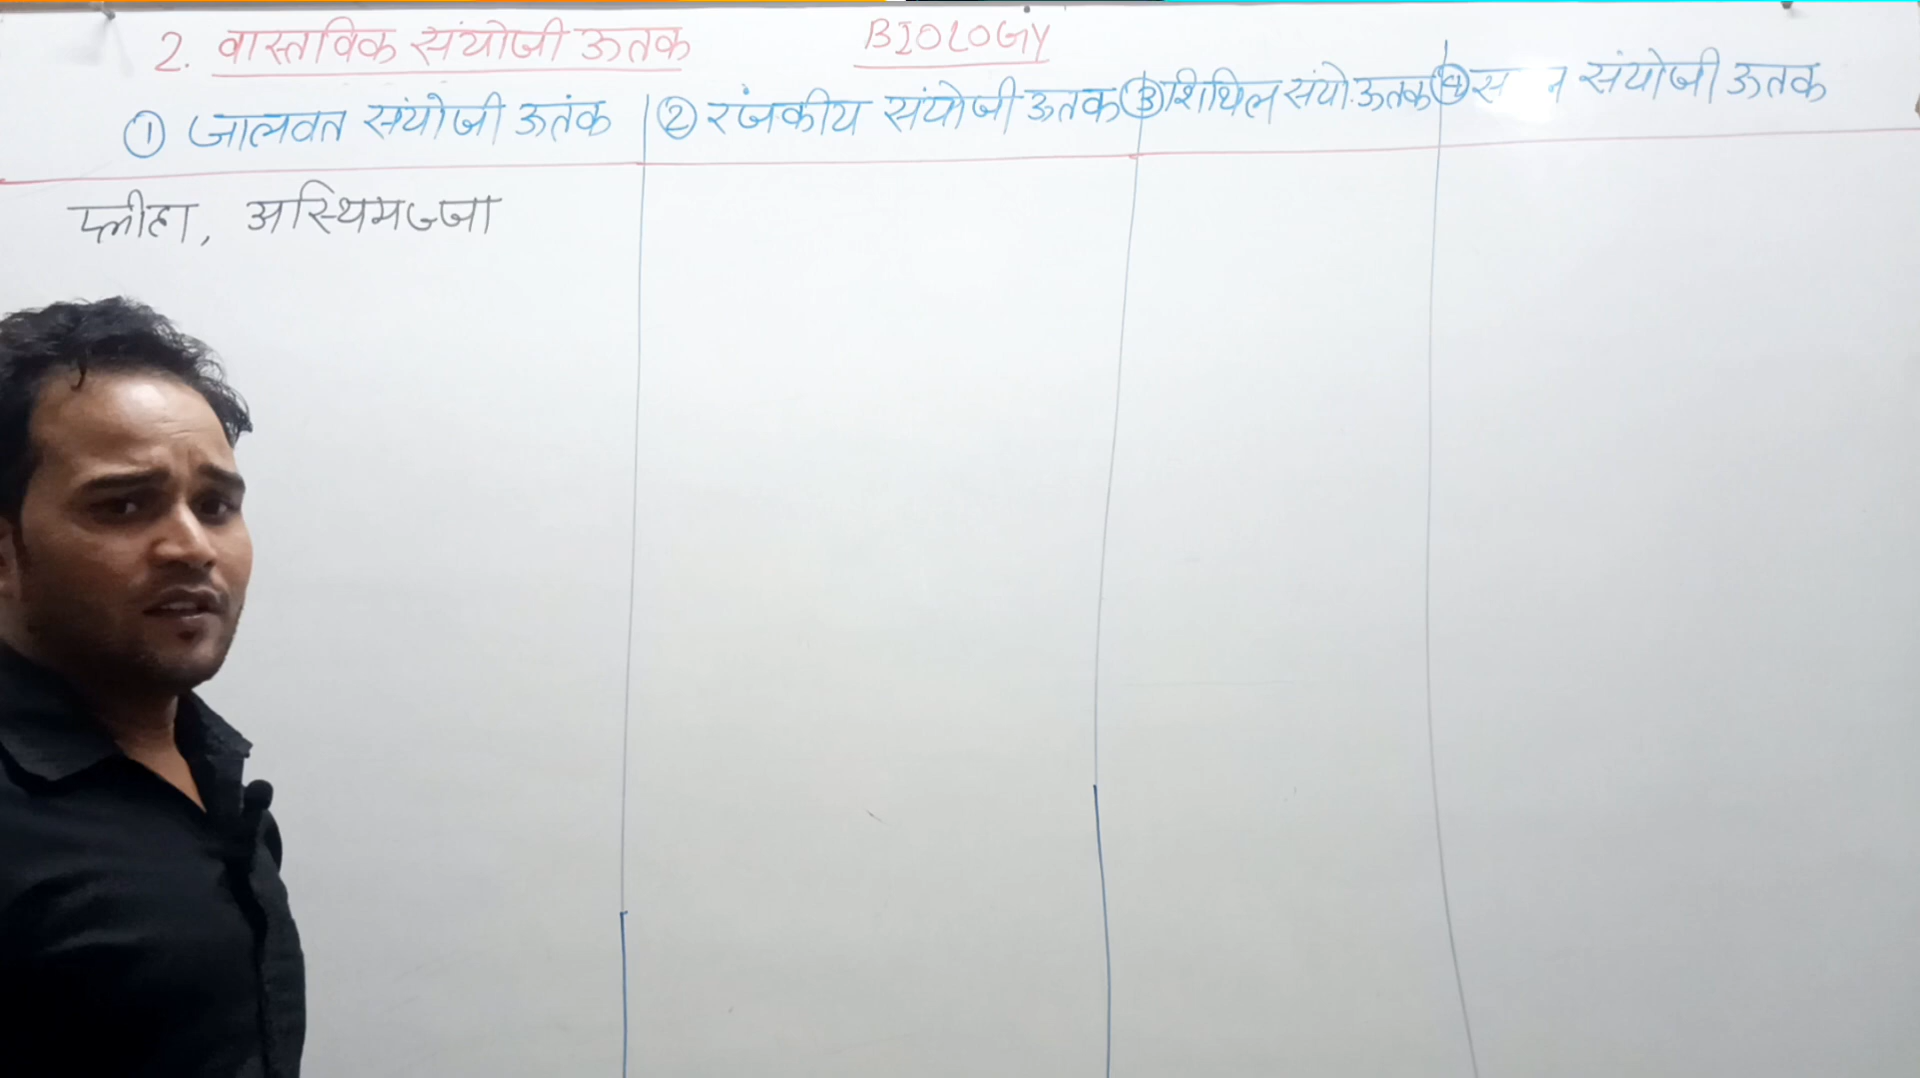 2. वास्तविक संयोजी ऊतक
BIOLOGY
① जालवत संयोजी ऊतंक
② रंजकीय संयोजी ऊतक
③ शिथिल संयो. ऊतक
④ संयोजी ऊतक
प्लीहा, अस्थिमज्जा